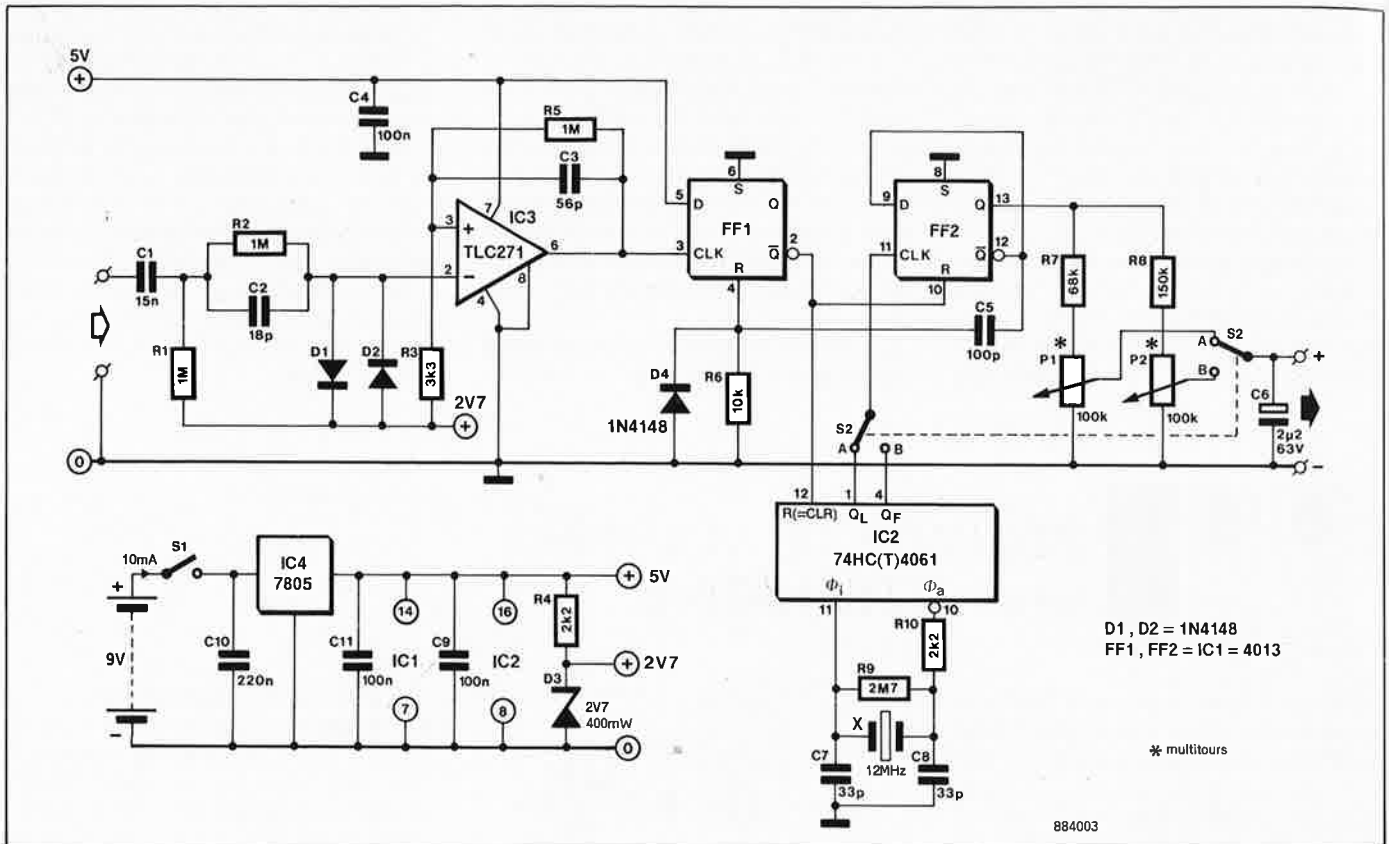 5V
+
C4
100n
R5
1M
C3
56p
IC3
TLC271
3
+
2
−
7
6
4
8
C1
15n
R2
1M
C2
18p
R1
1M
D1
D2
R3
3k3
2V7
+
0
6
S
5
D
Q
FF1
3
CLK
Q̅
2
R
4
8
S
9
D
Q
13
FF2
11
CLK
Q̅
12
R
10
C5
100p
D4
1N4148
R6
10k
R7
68k
R8
150k
*
P1
100k
*
P2
100k
A
S2
B
C6
2µ2
63V
+
−
S2
A
B
12
1
4
R(=CLR)
QL
QF
IC2
74HC(T)4061
Φi
Φa
11
10
R10
2k2
R9
2M7
X
12MHz
C7
33p
C8
33p
10mA
S1
+
9V
−
IC4
7805
C10
220n
C11
100n
14
IC1
7
C9
100n
16
IC2
8
R4
2k2
D3
2V7
400mW
+
5V
+
2V7
0
D1, D2 = 1N4148
FF1, FF2 = IC1 = 4013
* multitours
884003